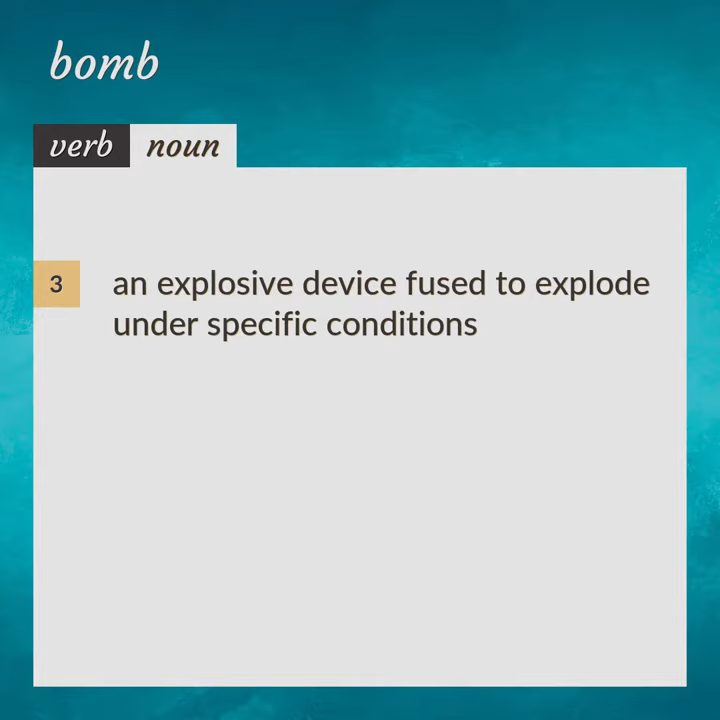 bomb
verb noun
3 an explosive device fused to explode
under specific conditions